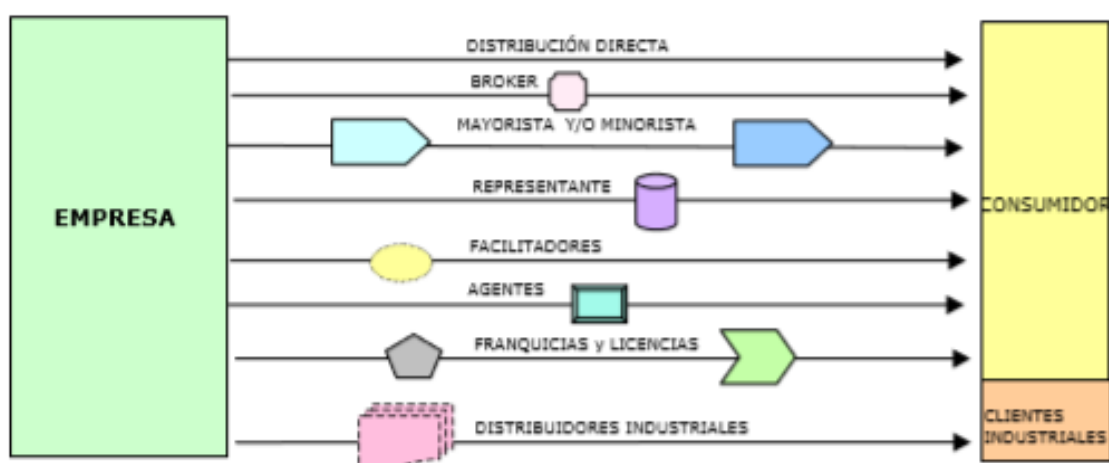 DISTRIBUCIÓN DIRECTA
BROKER
MAYORISTA Y/O MINORISTA
REPRESENTANTE
EMPRESA
CONSUMIDOR
FACILITADORES
AGENTES
FRANQUICIAS y LICENCIAS
DISTRIBUIDORES INDUSTRIALES
CLIENTES
INDUSTRIALES